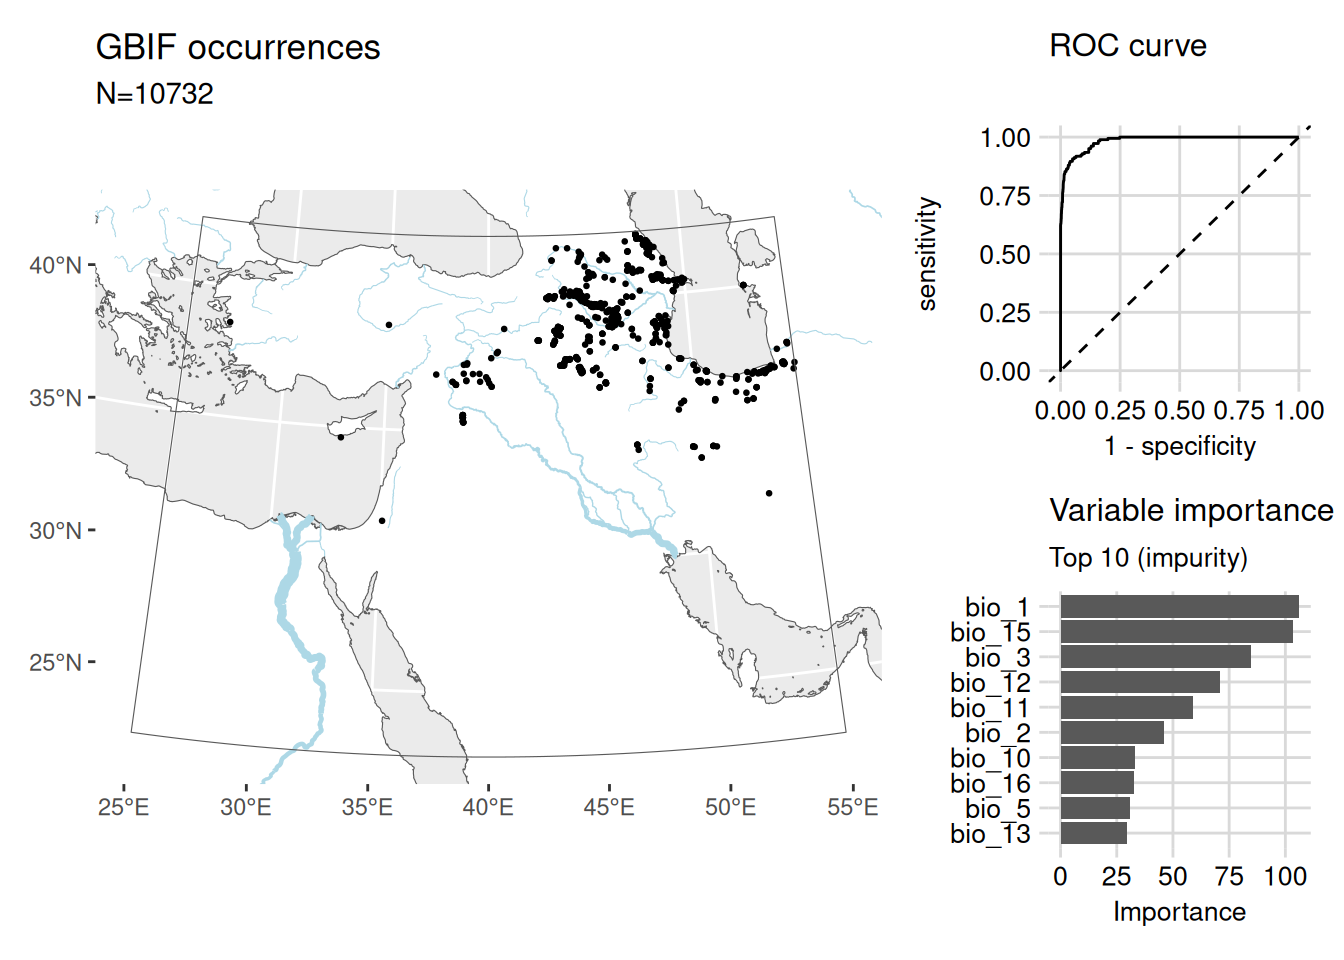 GBIF occurrences
N=10732
40°N
35°N
30°N
25°N
25°E 30°E 35°E 40°E 45°E 50°E 55°E
ROC curve
sensitivity
1.00
0.75
0.50
0.25
0.00
0.00 0.25 0.50 0.75 1.00
1 - specificity
Variable importance
Top 10 (impurity)
bio_1
bio_15
bio_3
bio_12
bio_11
bio_2
bio_10
bio_16
bio_5
bio_13
0 25 50 75 100
Importance